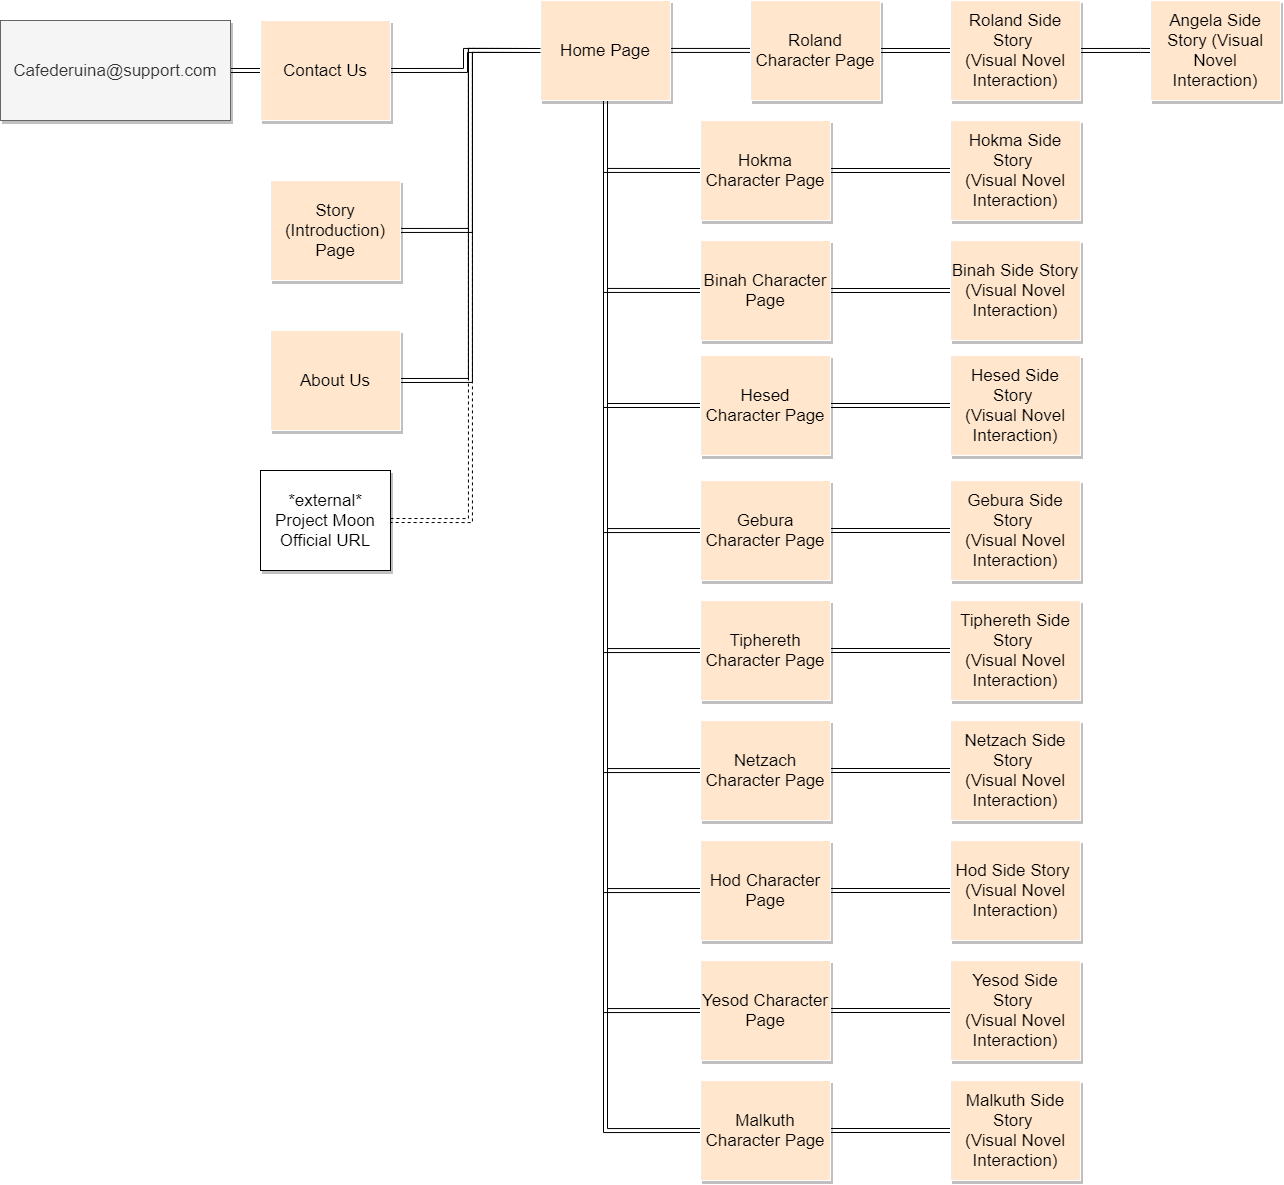 Cafederuina@support.com
Contact Us
Home Page
Roland
Character Page
Roland Side
Story
(Visual Novel
Interaction)
Angela Side
Story (Visual
Novel
Interaction)
Story
(Introduction)
Page
About Us
*external*
Project Moon
Official URL
Hokma
Character Page
Hokma Side
Story
(Visual Novel
Interaction)
Binah Character
Page
Binah Side Story
(Visual Novel
Interaction)
Hesed
Character Page
Hesed Side
Story
(Visual Novel
Interaction)
Gebura
Character Page
Gebura Side
Story
(Visual Novel
Interaction)
Tiphereth
Character Page
Tiphereth Side
Story
(Visual Novel
Interaction)
Netzach
Character Page
Netzach Side
Story
(Visual Novel
Interaction)
Hod Character
Page
Hod Side Story
(Visual Novel
Interaction)
Yesod Character
Page
Yesod Side
Story
(Visual Novel
Interaction)
Malkuth
Character Page
Malkuth Side
Story
(Visual Novel
Interaction)